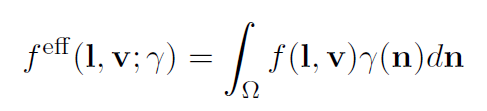 f^{eff}(𝐥, 𝐯; γ) = ∫_Ω f(𝐥, 𝐯)γ(𝐧)d𝐧